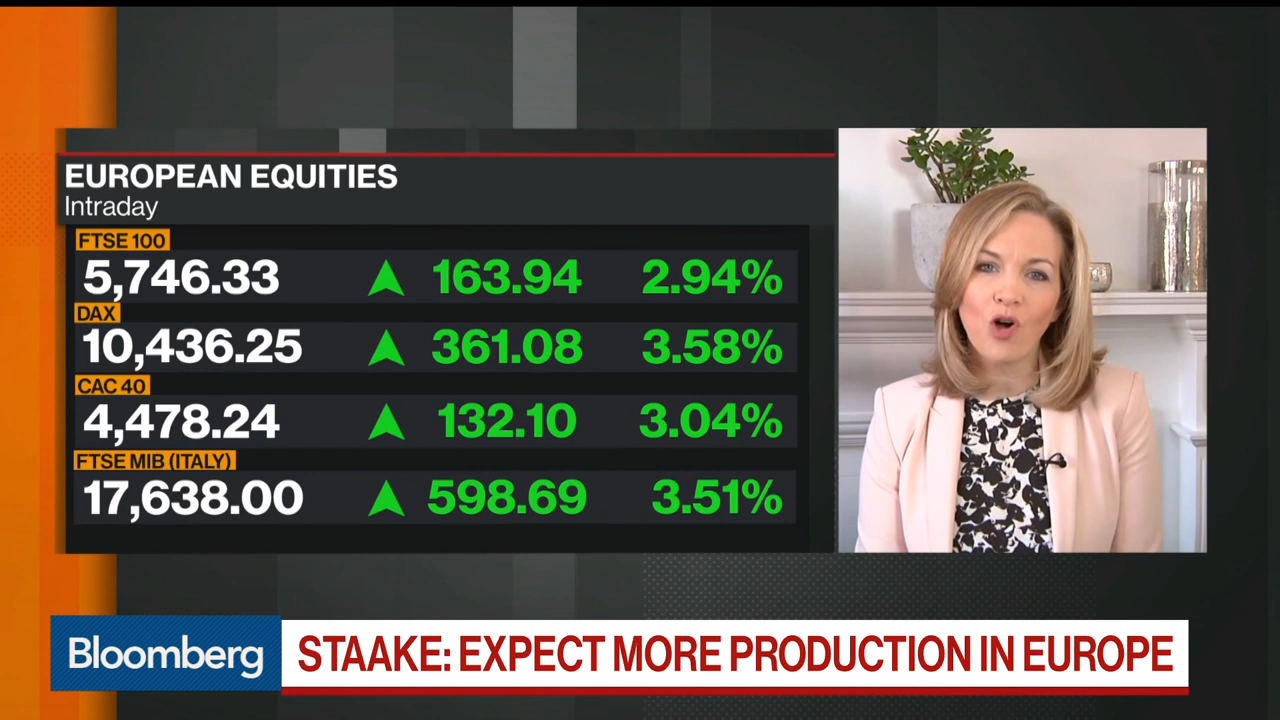 EUROPEAN EQUITIES
Intraday
FTSE 100
5,746.33 ▲ 163.94 2.94%
DAX
10,436.25 ▲ 361.08 3.58%
CAC 40
4,478.24 ▲ 132.10 3.04%
FTSE MIB (ITALY)
17,638.00 ▲ 598.69 3.51%
Bloomberg
STAAKE: EXPECT MORE PRODUCTION IN EUROPE